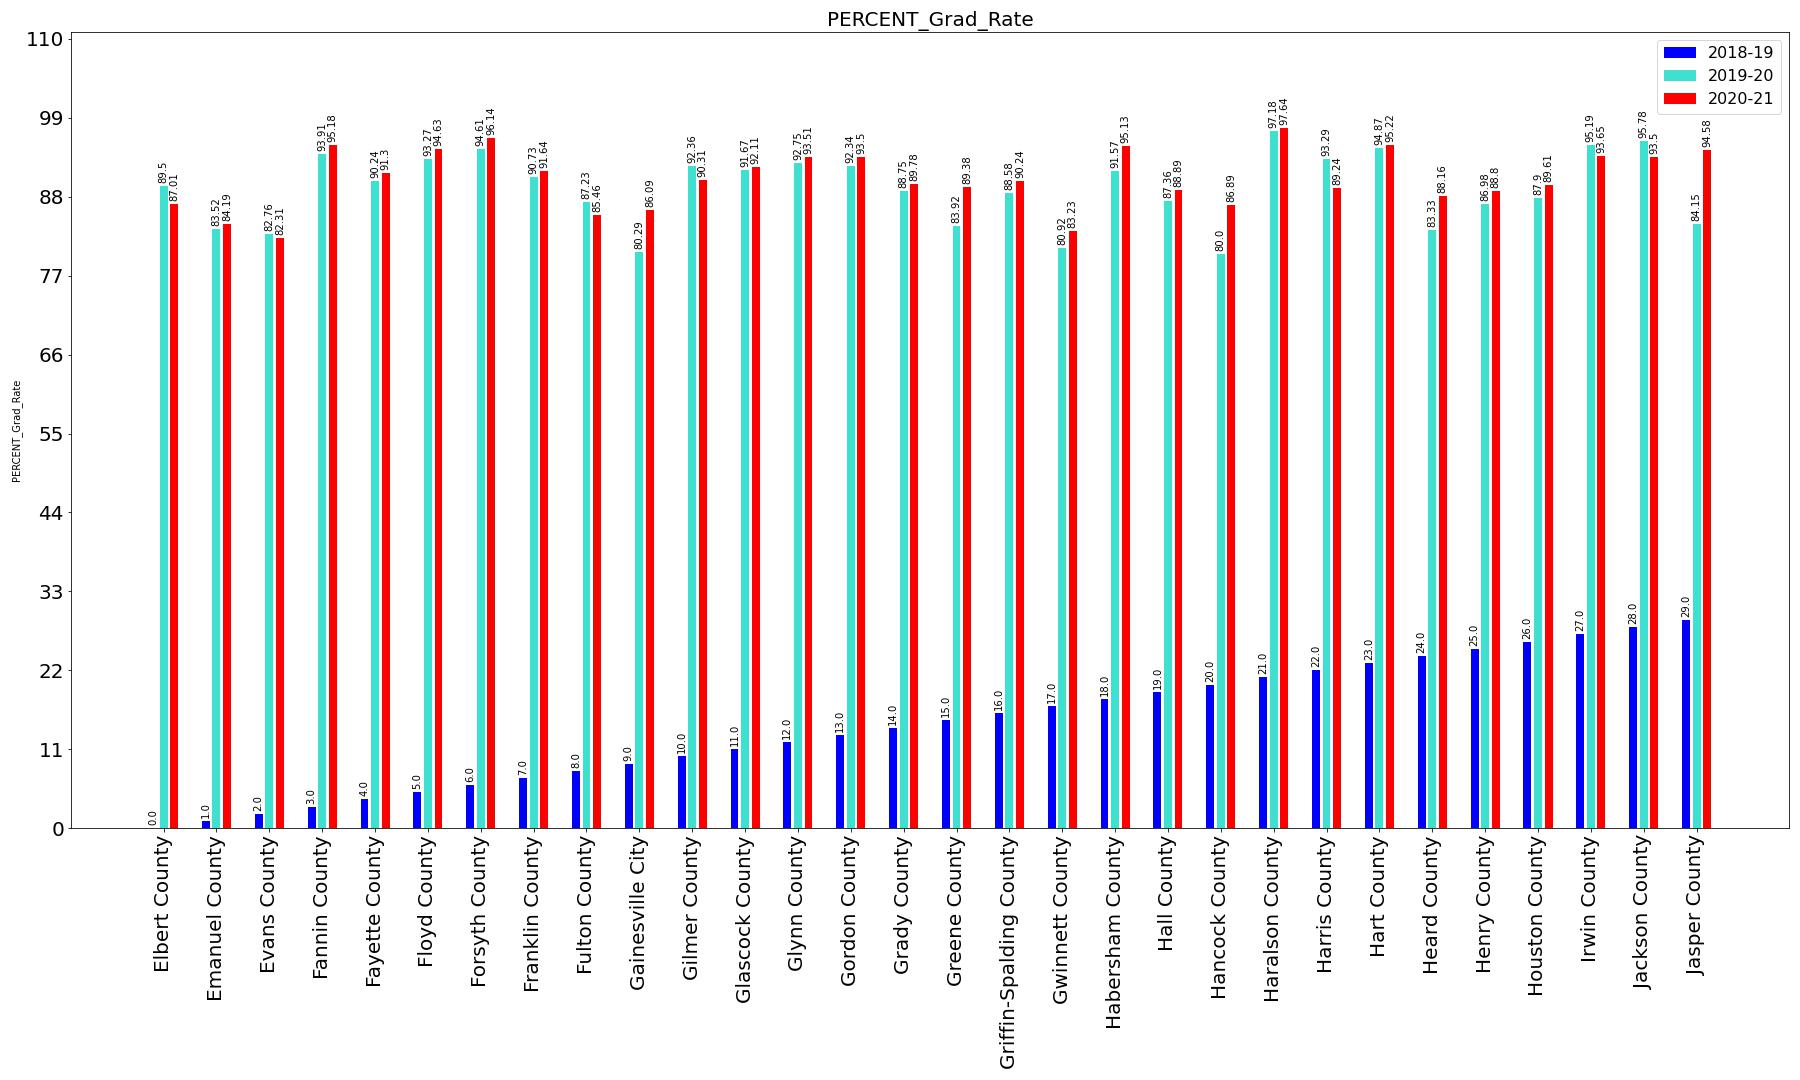 PERCENT_Grad_Rate
2018-19
2019-20
2020-21
PERCENT_Grad_Rate
110
99
88
77
66
55
44
33
22
11
0
0.0 89.5 87.01
1.0 83.52 84.19
2.0 82.76 82.31
3.0 93.91 95.18
4.0 90.24 91.3
5.0 93.27 94.63
6.0 94.61 96.14
7.0 90.73 91.64
8.0 87.23 85.46
9.0 80.29 86.09
10.0 92.36 90.31
11.0 91.67 92.11
12.0 92.75 93.51
13.0 92.34 93.5
14.0 88.75 89.78
15.0 83.92 89.38
16.0 88.58 90.24
17.0 80.92 83.23
18.0 91.57 95.13
19.0 87.36 88.89
20.0 80.0 86.89
21.0 97.18 97.64
22.0 93.29 89.24
23.0 94.87 95.22
24.0 83.33 88.16
25.0 86.98 88.8
26.0 87.9 89.61
27.0 95.19 93.65
28.0 95.78 93.5
29.0 84.15 94.58
Elbert County
Emanuel County
Evans County
Fannin County
Fayette County
Floyd County
Forsyth County
Franklin County
Fulton County
Gainesville City
Gilmer County
Glascock County
Glynn County
Gordon County
Grady County
Greene County
Griffin-Spalding County
Gwinnett County
Habersham County
Hall County
Hancock County
Haralson County
Harris County
Hart County
Heard County
Henry County
Houston County
Irwin County
Jackson County
Jasper County